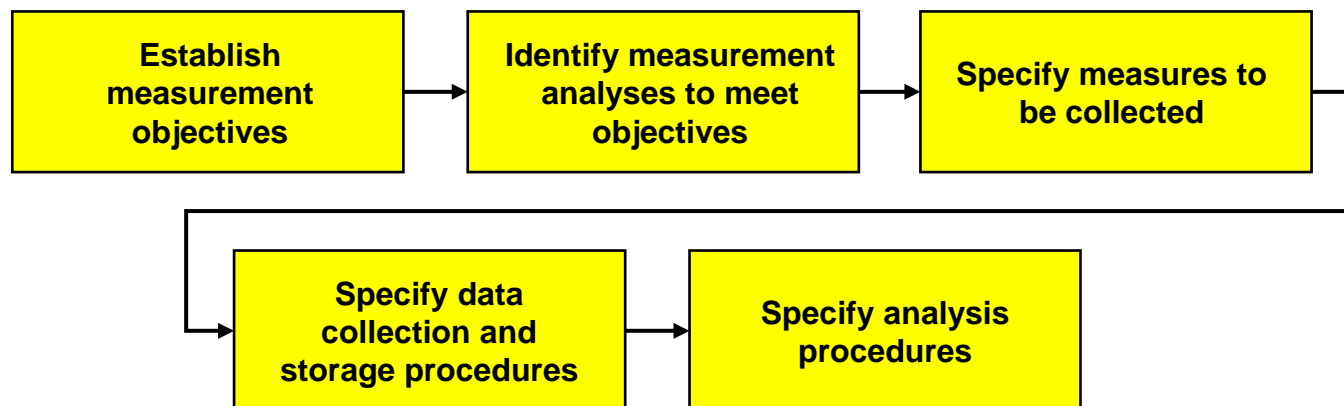 Establish
measurement
objectives
Identify measurement
analyses to meet
objectives
Specify measures to
be collected
Specify data
collection and
storage procedures
Specify analysis
procedures